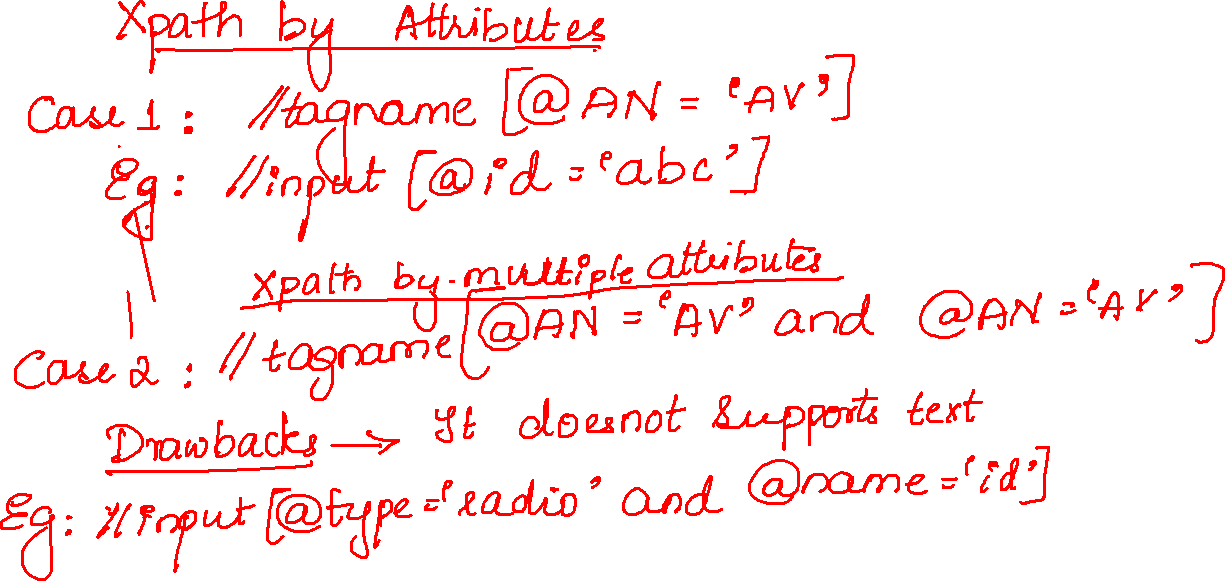 Xpath by Attributes
Case 1 : //tagname [@AN = 'AV']
Eg : //input [@id = 'abc']
Xpath by multiple attributes
Case 2 : // tagname [@AN = 'AV' and @AN = 'AV']
Drawbacks → It doesnot Supports text
Eg : //input [@type = 'radio' and @name = 'id']